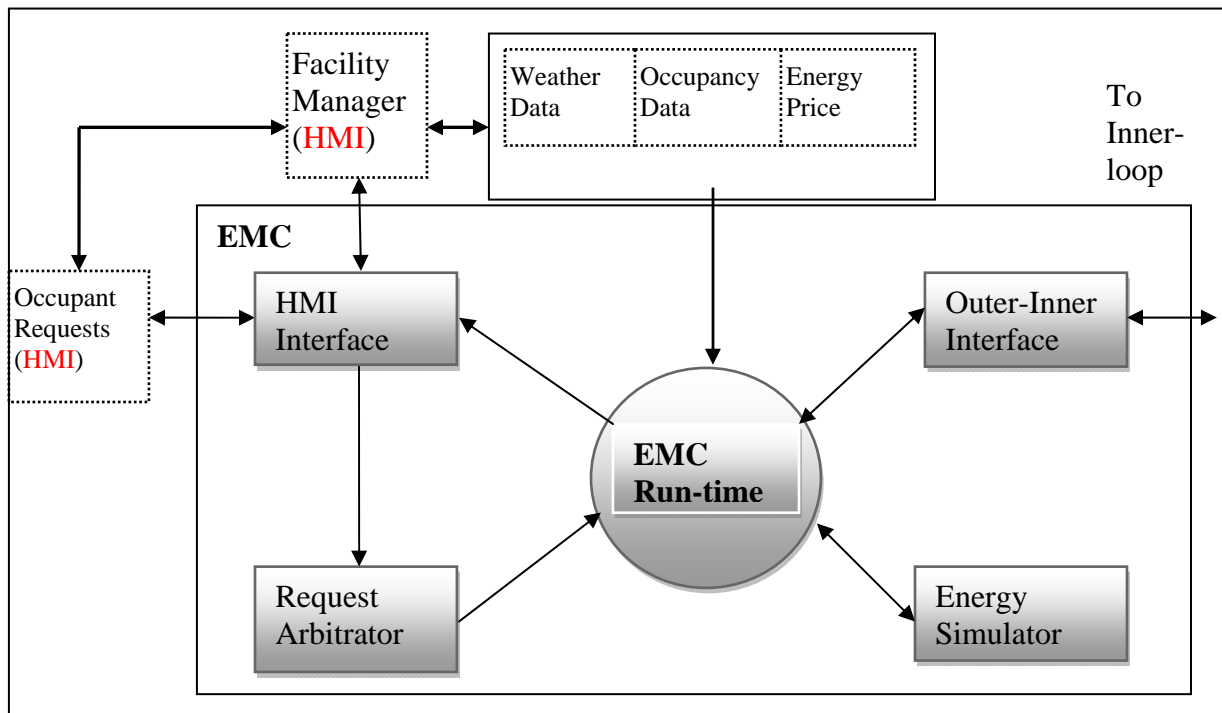 Facility
Manager
(HMI)
Weather
Data
Occupancy
Data
Energy
Price
To
Inner-
loop
EMC
Occupant
Requests
(HMI)
HMI
Interface
Outer-Inner
Interface
EMC
Run-time
Request
Arbitrator
Energy
Simulator